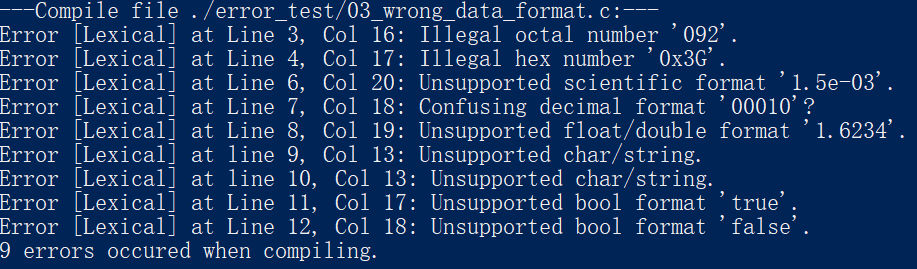 ---Compile file ./error_test/03_wrong_data_format.c:---
Error [Lexical] at Line 3, Col 16: Illegal octal number '092'.
Error [Lexical] at Line 4, Col 17: Illegal hex number '0x3G'.
Error [Lexical] at Line 6, Col 20: Unsupported scientific format '1.5e-03'.
Error [Lexical] at Line 7, Col 18: Confusing decimal format '00010'?
Error [Lexical] at Line 8, Col 19: Unsupported float/double format '1.6234'.
Error [Lexical] at line 9, Col 13: Unsupported char/string.
Error [Lexical] at line 10, Col 13: Unsupported char/string.
Error [Lexical] at Line 11, Col 17: Unsupported bool format 'true'.
Error [Lexical] at Line 12, Col 18: Unsupported bool format 'false'.
9 errors occured when compiling.